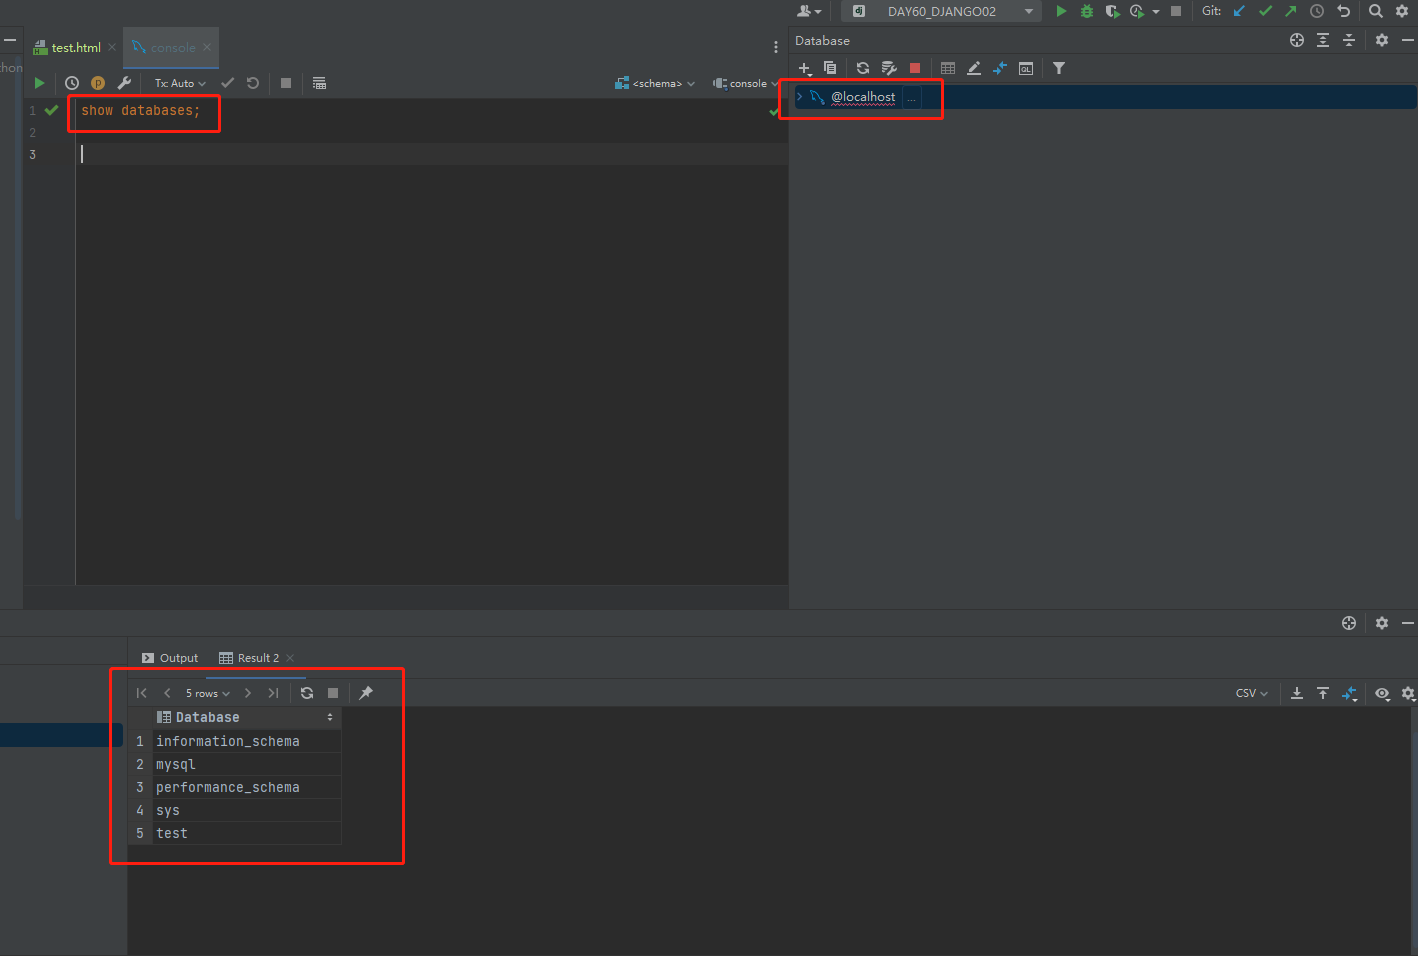 DAY60_DJANGO02
Git:
test.html
console
Database
thon
Tx: Auto
<schema>
console
@localhost
...
1
show databases;
2
3
Output
Result 2
5 rows
CSV
Database
1 information_schema
2 mysql
3 performance_schema
4 sys
5 test